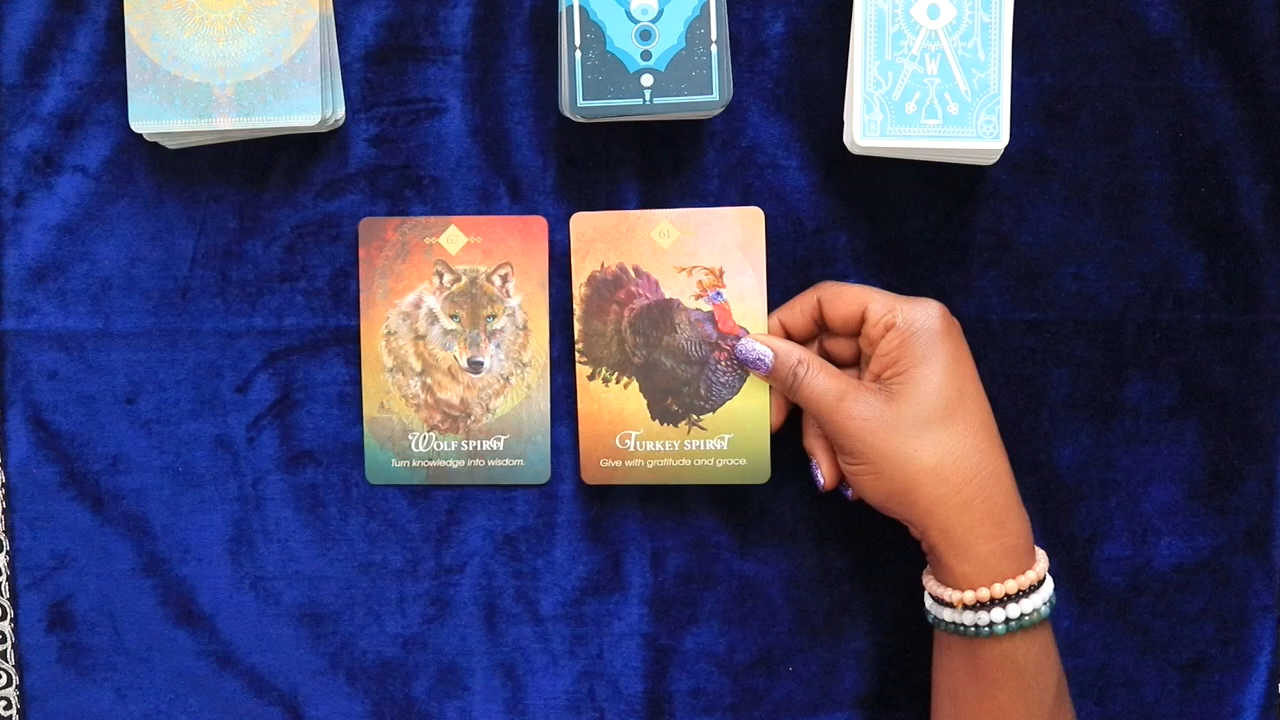 W
67
WOLF SPIRIT
Turn knowledge into wisdom.
61
TURKEY SPIRIT
Give with gratitude and grace.